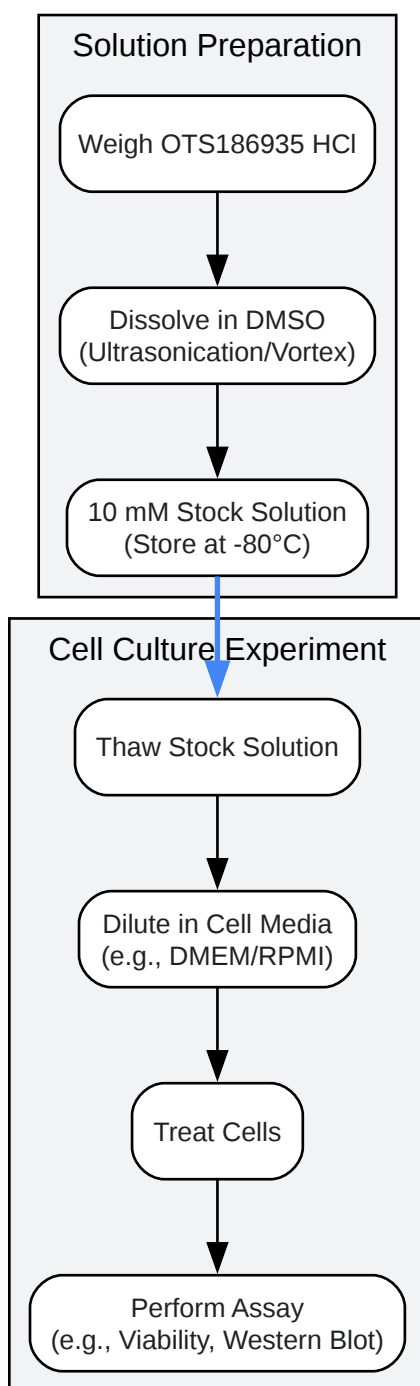 Solution Preparation
Weigh OTS186935 HCl
Dissolve in DMSO
(Ultrasonication/Vortex)
10 mM Stock Solution
(Store at -80°C)
Cell Culture Experiment
Thaw Stock Solution
Dilute in Cell Media
(e.g., DMEM/RPMI)
Treat Cells
Perform Assay
(e.g., Viability, Western Blot)